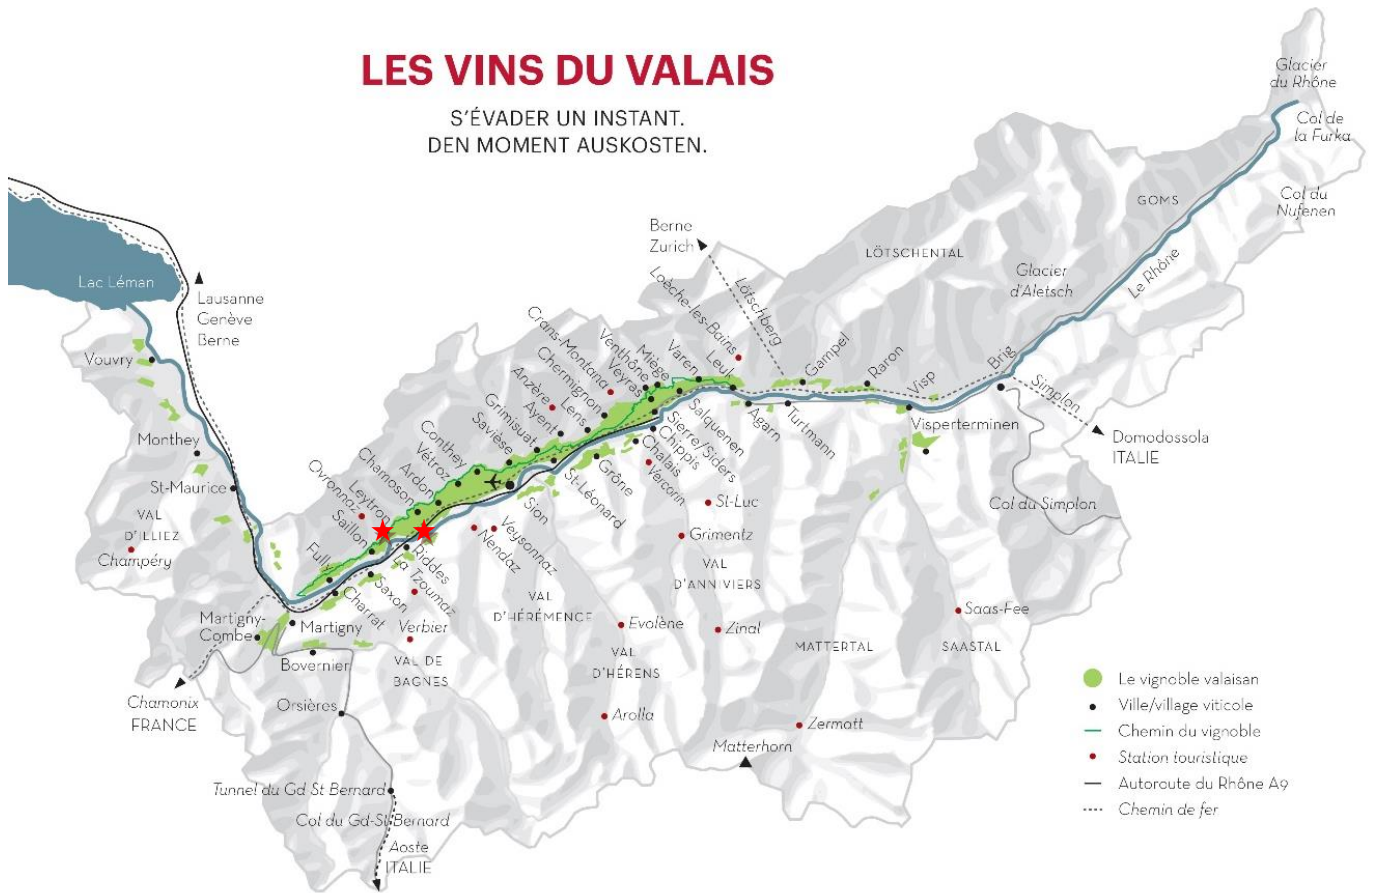 LES VINS DU VALAIS
S'ÉVADER UN INSTANT.
DEN MOMENT AUSKOSTEN.
Glacier
du Rhône
Col de
la Furka
Col du
Nufenen
GOMS
Le Rhône
Glacier
d'Aletsch
LÖTSCHENTAL
Berne
Zurich
Lötschberg
Lac Léman
Lausanne
Genève
Berne
Vouvry
Monthey
St-Maurice
VAL
D'ILLIEZ
Champéry
Loèche-les-Bains
Crans-Montana
Chermignon
Anzère
Ayent
Lens
Grimisuat
Savièse
Conthey
Vétroz
Ardon
Chamoson
Leytron
Ovronnaz
Saillon
Fully
Venthône
Veyras
Miège
Varen
Leuk
Gampel
Raron
Visp
Brig
Simplon
Domodossola
ITALIE
Visperterminen
Turtmann
Agarn
Salquenen
Sierre/Siders
Chippis
Chalais
Vercorin
Grône
St-Léonard
Sion
Veysonnaz
Nendaz
Riddes
La Tzoumaz
Saxon
Charrat
Martigny
Martigny-
Combe
Bovernier
Verbier
VAL DE
BAGNES
VAL
D'HÉRÉMENCE
St-Luc
Grimentz
VAL
D'ANNIVIERS
Evolène
Zinal
VAL
D'HÉRENS
Arolla
MATTERTAL
Zermatt
Matterhorn
Saas-Fee
SAASTAL
Col du Simplon
Chamonix
FRANCE
Orsières
Tunnel du Gd St Bernard
Col du Gd-St-Bernard
Aoste
ITALIE
Le vignoble valaisan
Ville/village viticole
Chemin du vignoble
Station touristique
Autoroute du Rhône A9
Chemin de fer